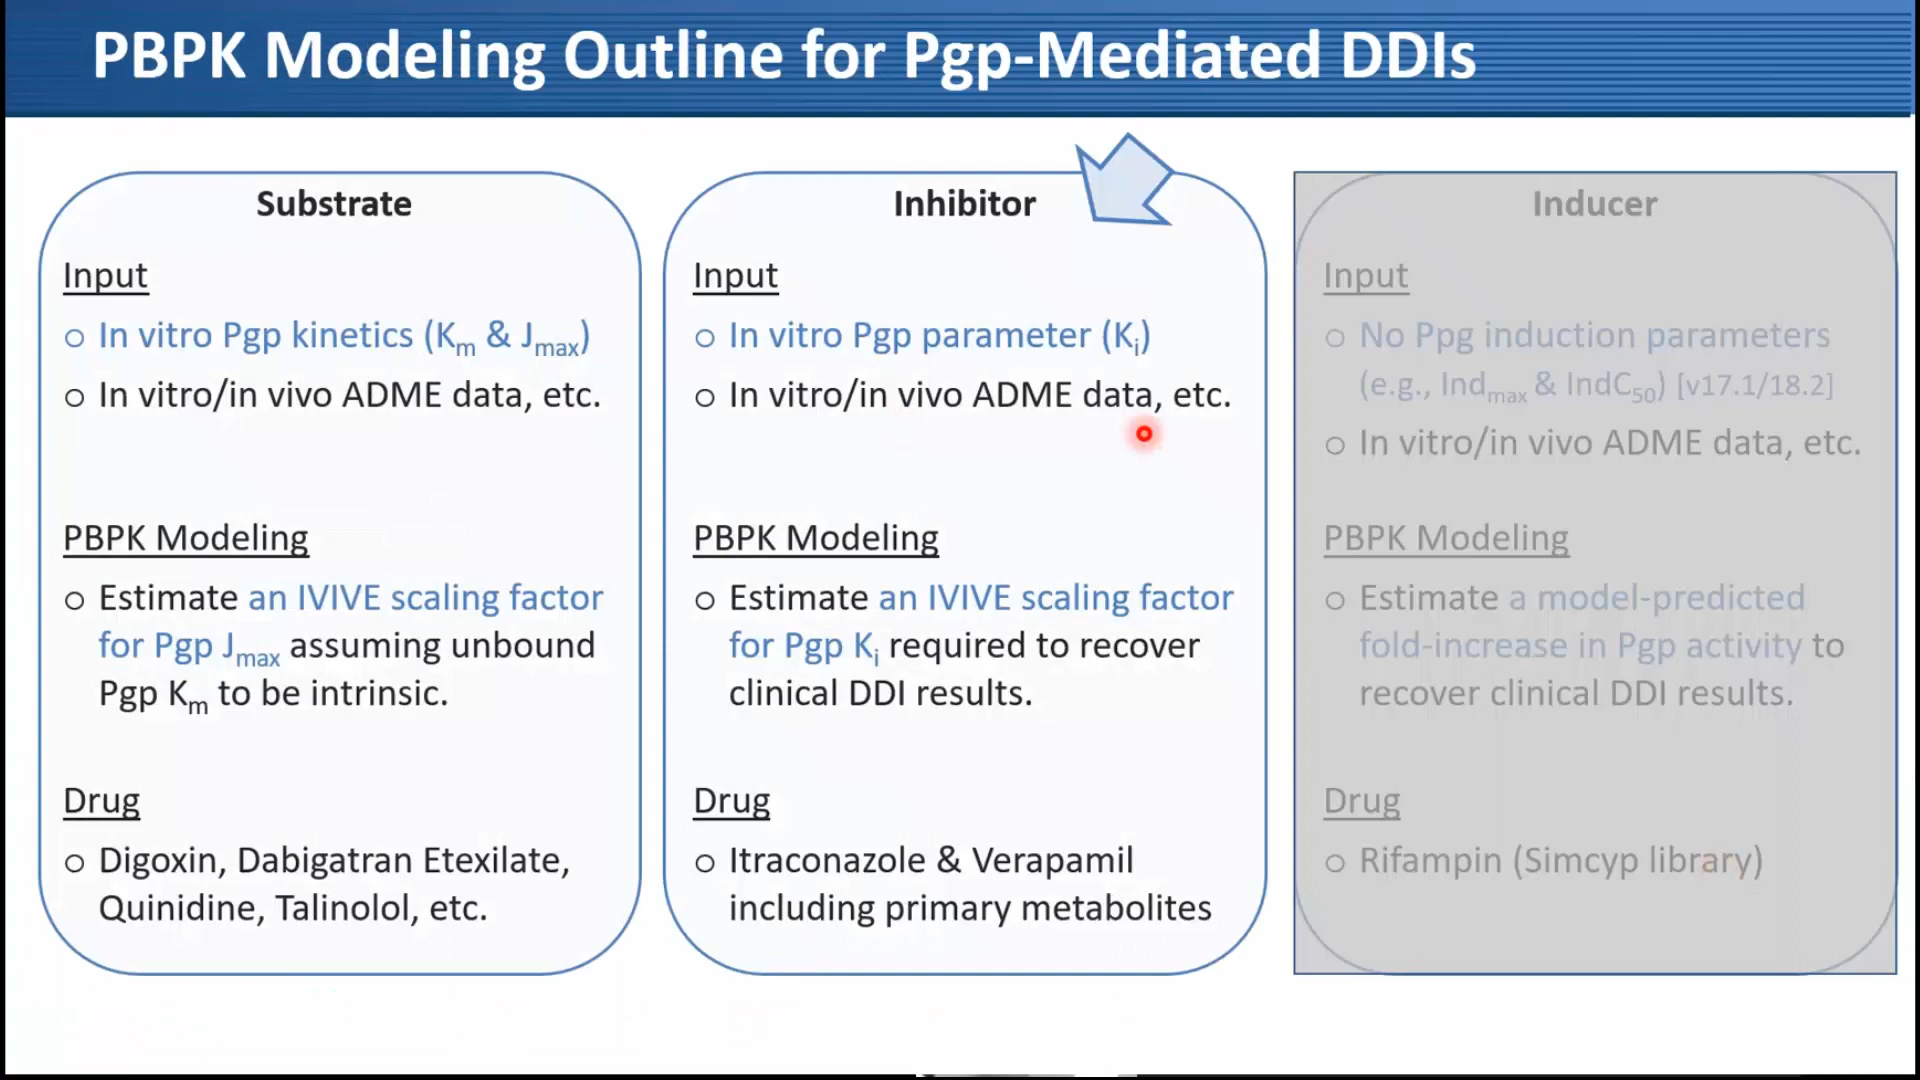 PBPK Modeling Outline for Pgp-Mediated DDIs
Substrate
Input
○ In vitro Pgp kinetics (Km & Jmax)
○ In vitro/in vivo ADME data, etc.
PBPK Modeling
○ Estimate an IVIVE scaling factor
for Pgp Jmax assuming unbound
Pgp Km to be intrinsic.
Drug
○ Digoxin, Dabigatran Etexilate,
Quinidine, Talinolol, etc.
Inhibitor
Input
○ In vitro Pgp parameter (Ki)
○ In vitro/in vivo ADME data, etc.
PBPK Modeling
○ Estimate an IVIVE scaling factor
for Pgp Ki required to recover
clinical DDI results.
Drug
○ Itraconazole & Verapamil
including primary metabolites
Inducer
Input
○ No Ppg induction parameters
(e.g., Indmax & IndC50) [v17.1/18.2]
○ In vitro/in vivo ADME data, etc.
PBPK Modeling
○ Estimate a model-predicted
fold-increase in Pgp activity to
recover clinical DDI results.
Drug
○ Rifampin (Simcyp library)